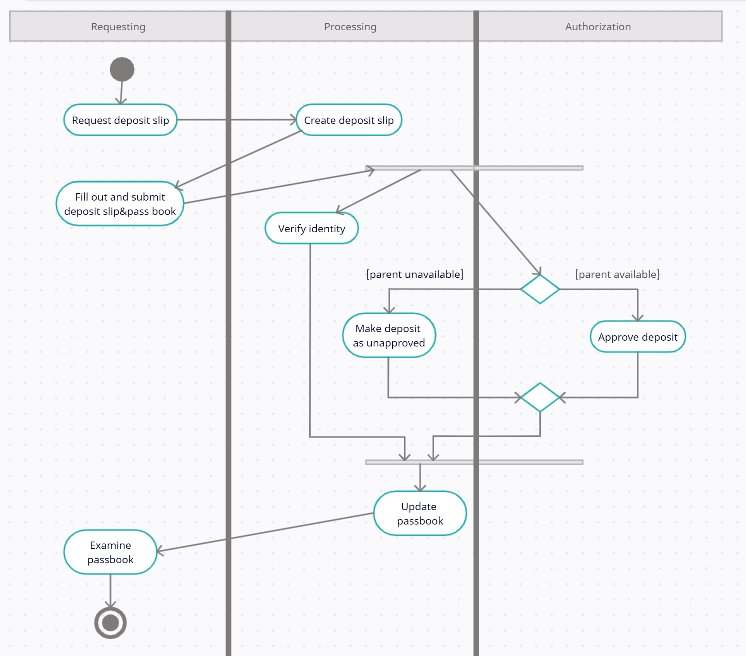 Requesting
Processing
Authorization
Request deposit slip
Create deposit slip
Fill out and submit
deposit slip&pass book
Verify identity
[parent unavailable]
[parent available]
Make deposit
as unapproved
Approve deposit
Update
passbook
Examine
passbook